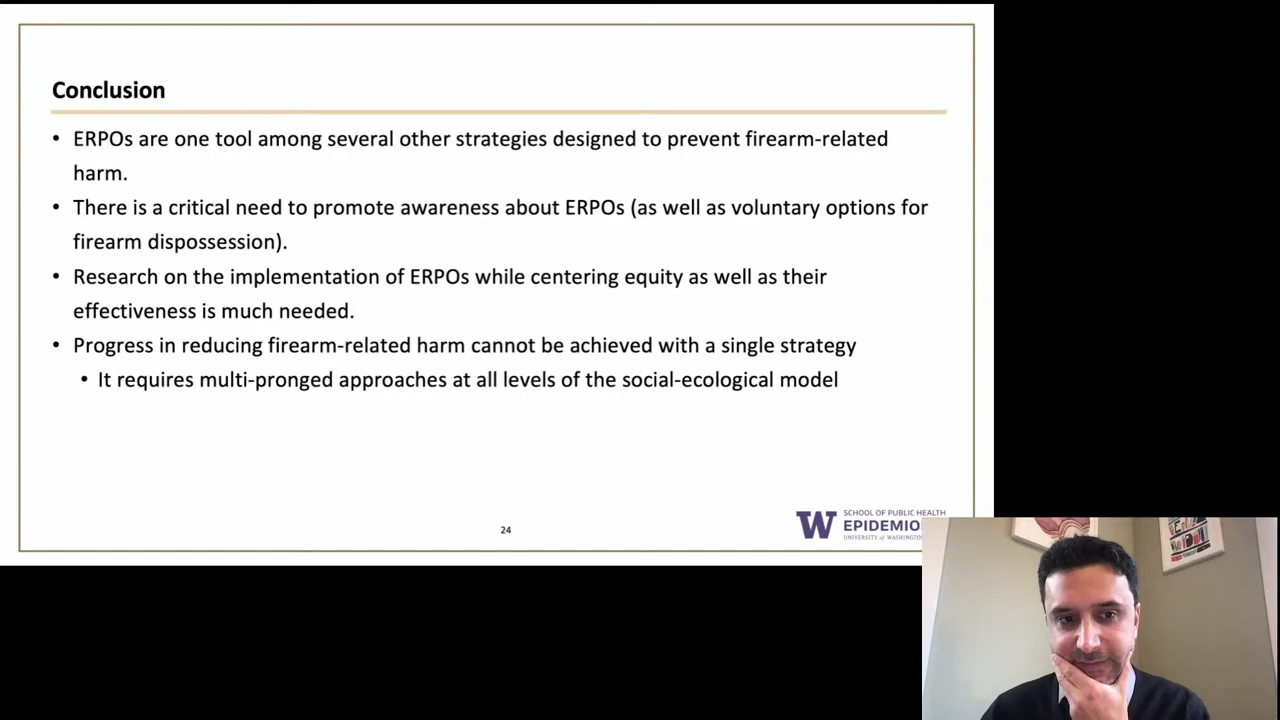 Conclusion
• ERPOs are one tool among several other strategies designed to prevent firearm-related
harm.
• There is a critical need to promote awareness about ERPOs (as well as voluntary options for
firearm dispossession).
• Research on the implementation of ERPOs while centering equity as well as their
effectiveness is much needed.
• Progress in reducing firearm-related harm cannot be achieved with a single strategy
• It requires multi-pronged approaches at all levels of the social-ecological model
24
W
SCHOOL OF PUBLIC HEALTH
UNIVERSITY of WASHINGTON